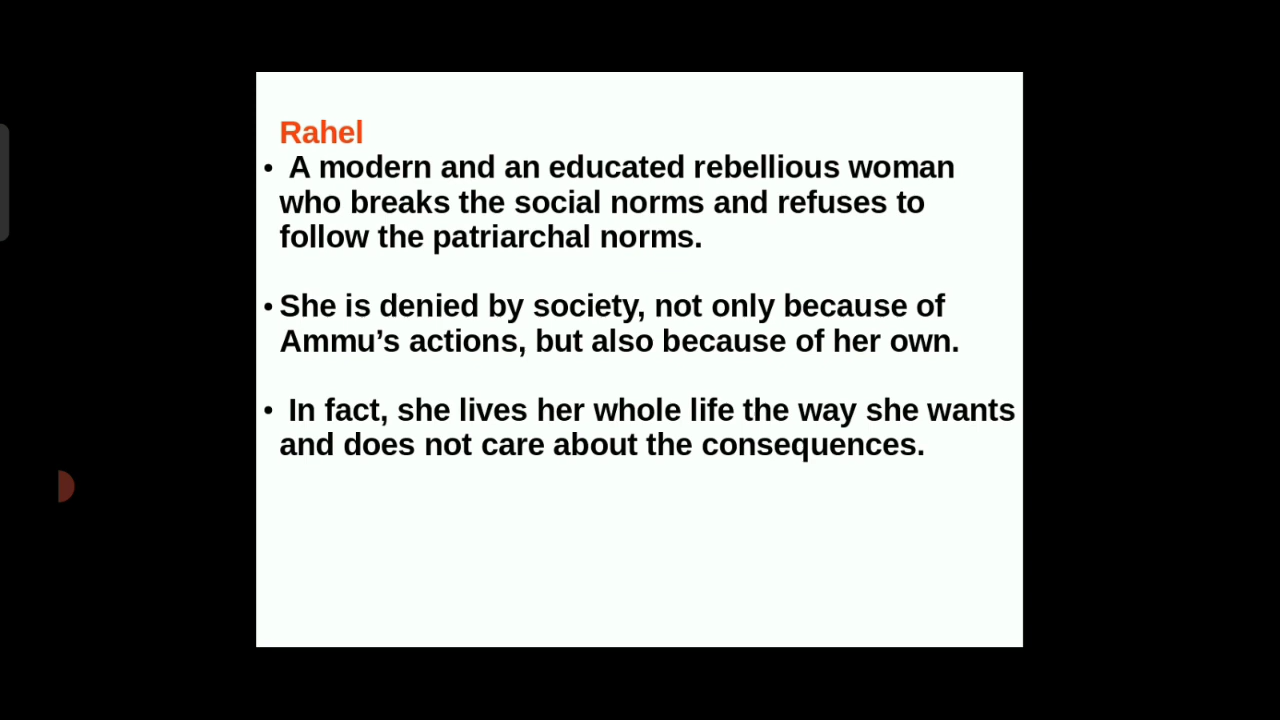 Rahel
• A modern and an educated rebellious woman
who breaks the social norms and refuses to
follow the patriarchal norms.
• She is denied by society, not only because of
Ammu’s actions, but also because of her own.
• In fact, she lives her whole life the way she wants
and does not care about the consequences.